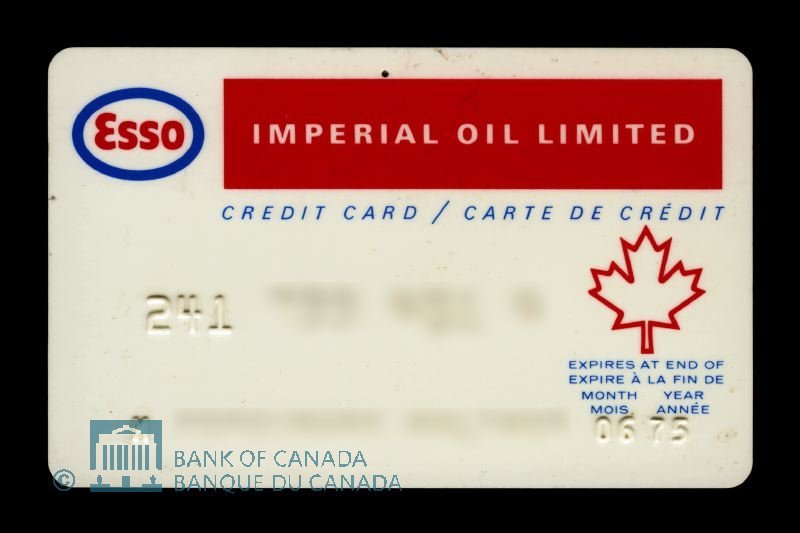 Esso
IMPERIAL OIL LIMITED
CREDIT CARD / CARTE DE CRÉDIT
241
EXPIRES AT END OF
EXPIRE À LA FIN DE
MONTH YEAR
MOIS ANNÉE
M
06 75
© BANK OF CANADA
BANQUE DU CANADA